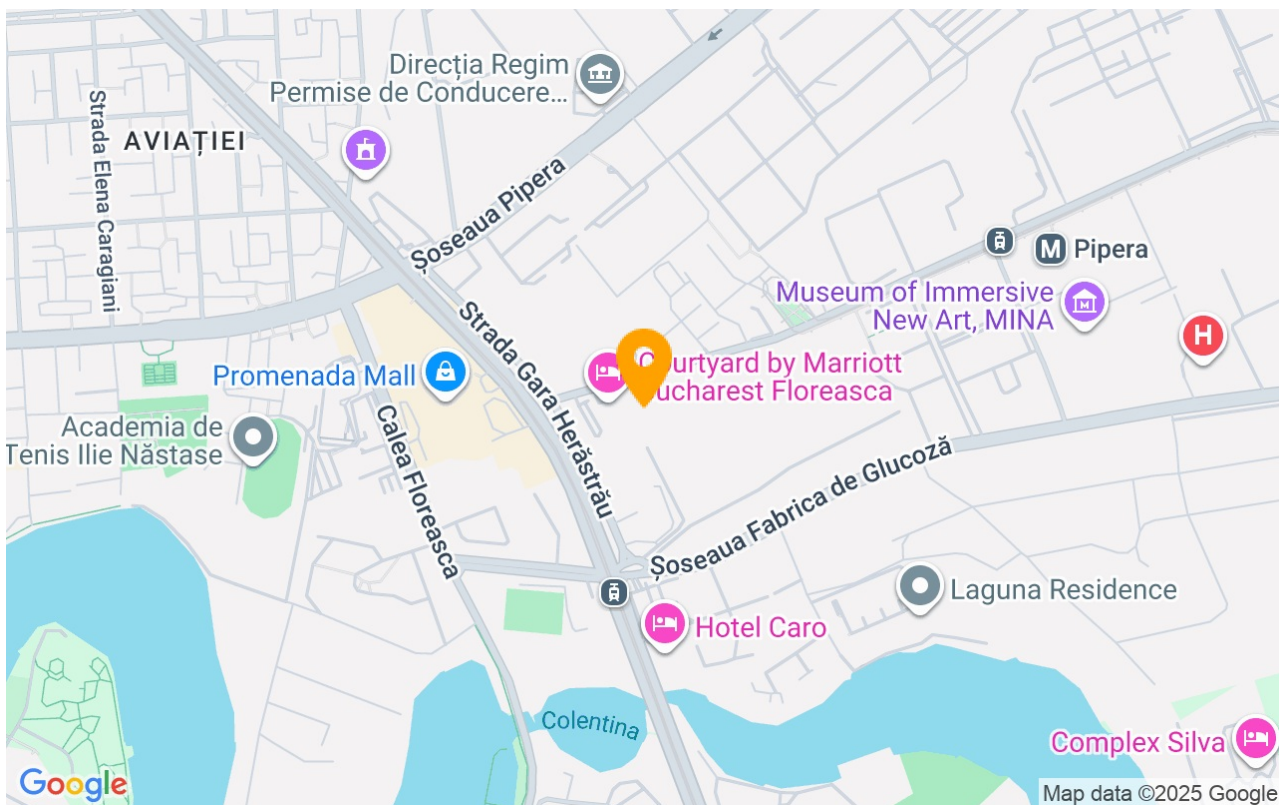 Direcția Regim
Permise de Conducere...
Strada Elena Caragiani
AVIAȚIEI
Șoseaua Pipera
M Pipera
Museum of Immersive
New Art, MINA
H
Strada Gara Herăstrău
Promenada Mall
Courtyard by Marriott
Bucharest Floreasca
Academia de
Tenis Ilie Năstase
Calea Floreasca
Șoseaua Fabrica de Glucoză
Laguna Residence
Hotel Caro
Colentina
Complex Silva
Google
Map data ©2025 Google